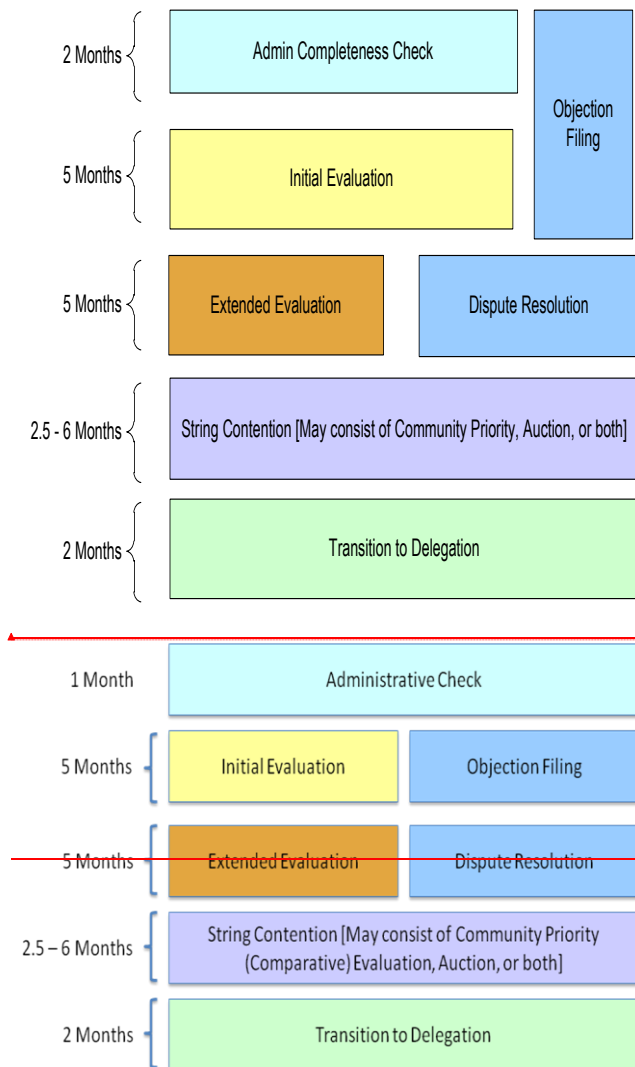 2 Months
Admin Completeness Check
Objection
Filing
5 Months
Initial Evaluation
5 Months
Extended Evaluation
Dispute Resolution
2.5 - 6 Months
String Contention [May consist of Community Priority, Auction, or both]
2 Months
Transition to Delegation
1 Month
Administrative Check
5 Months
Initial Evaluation
Objection Filing
5 Months
Extended Evaluation
Dispute Resolution
2.5 – 6 Months
String Contention [May consist of Community Priority
(Comparative) Evaluation, Auction, or both]
2 Months
Transition to Delegation